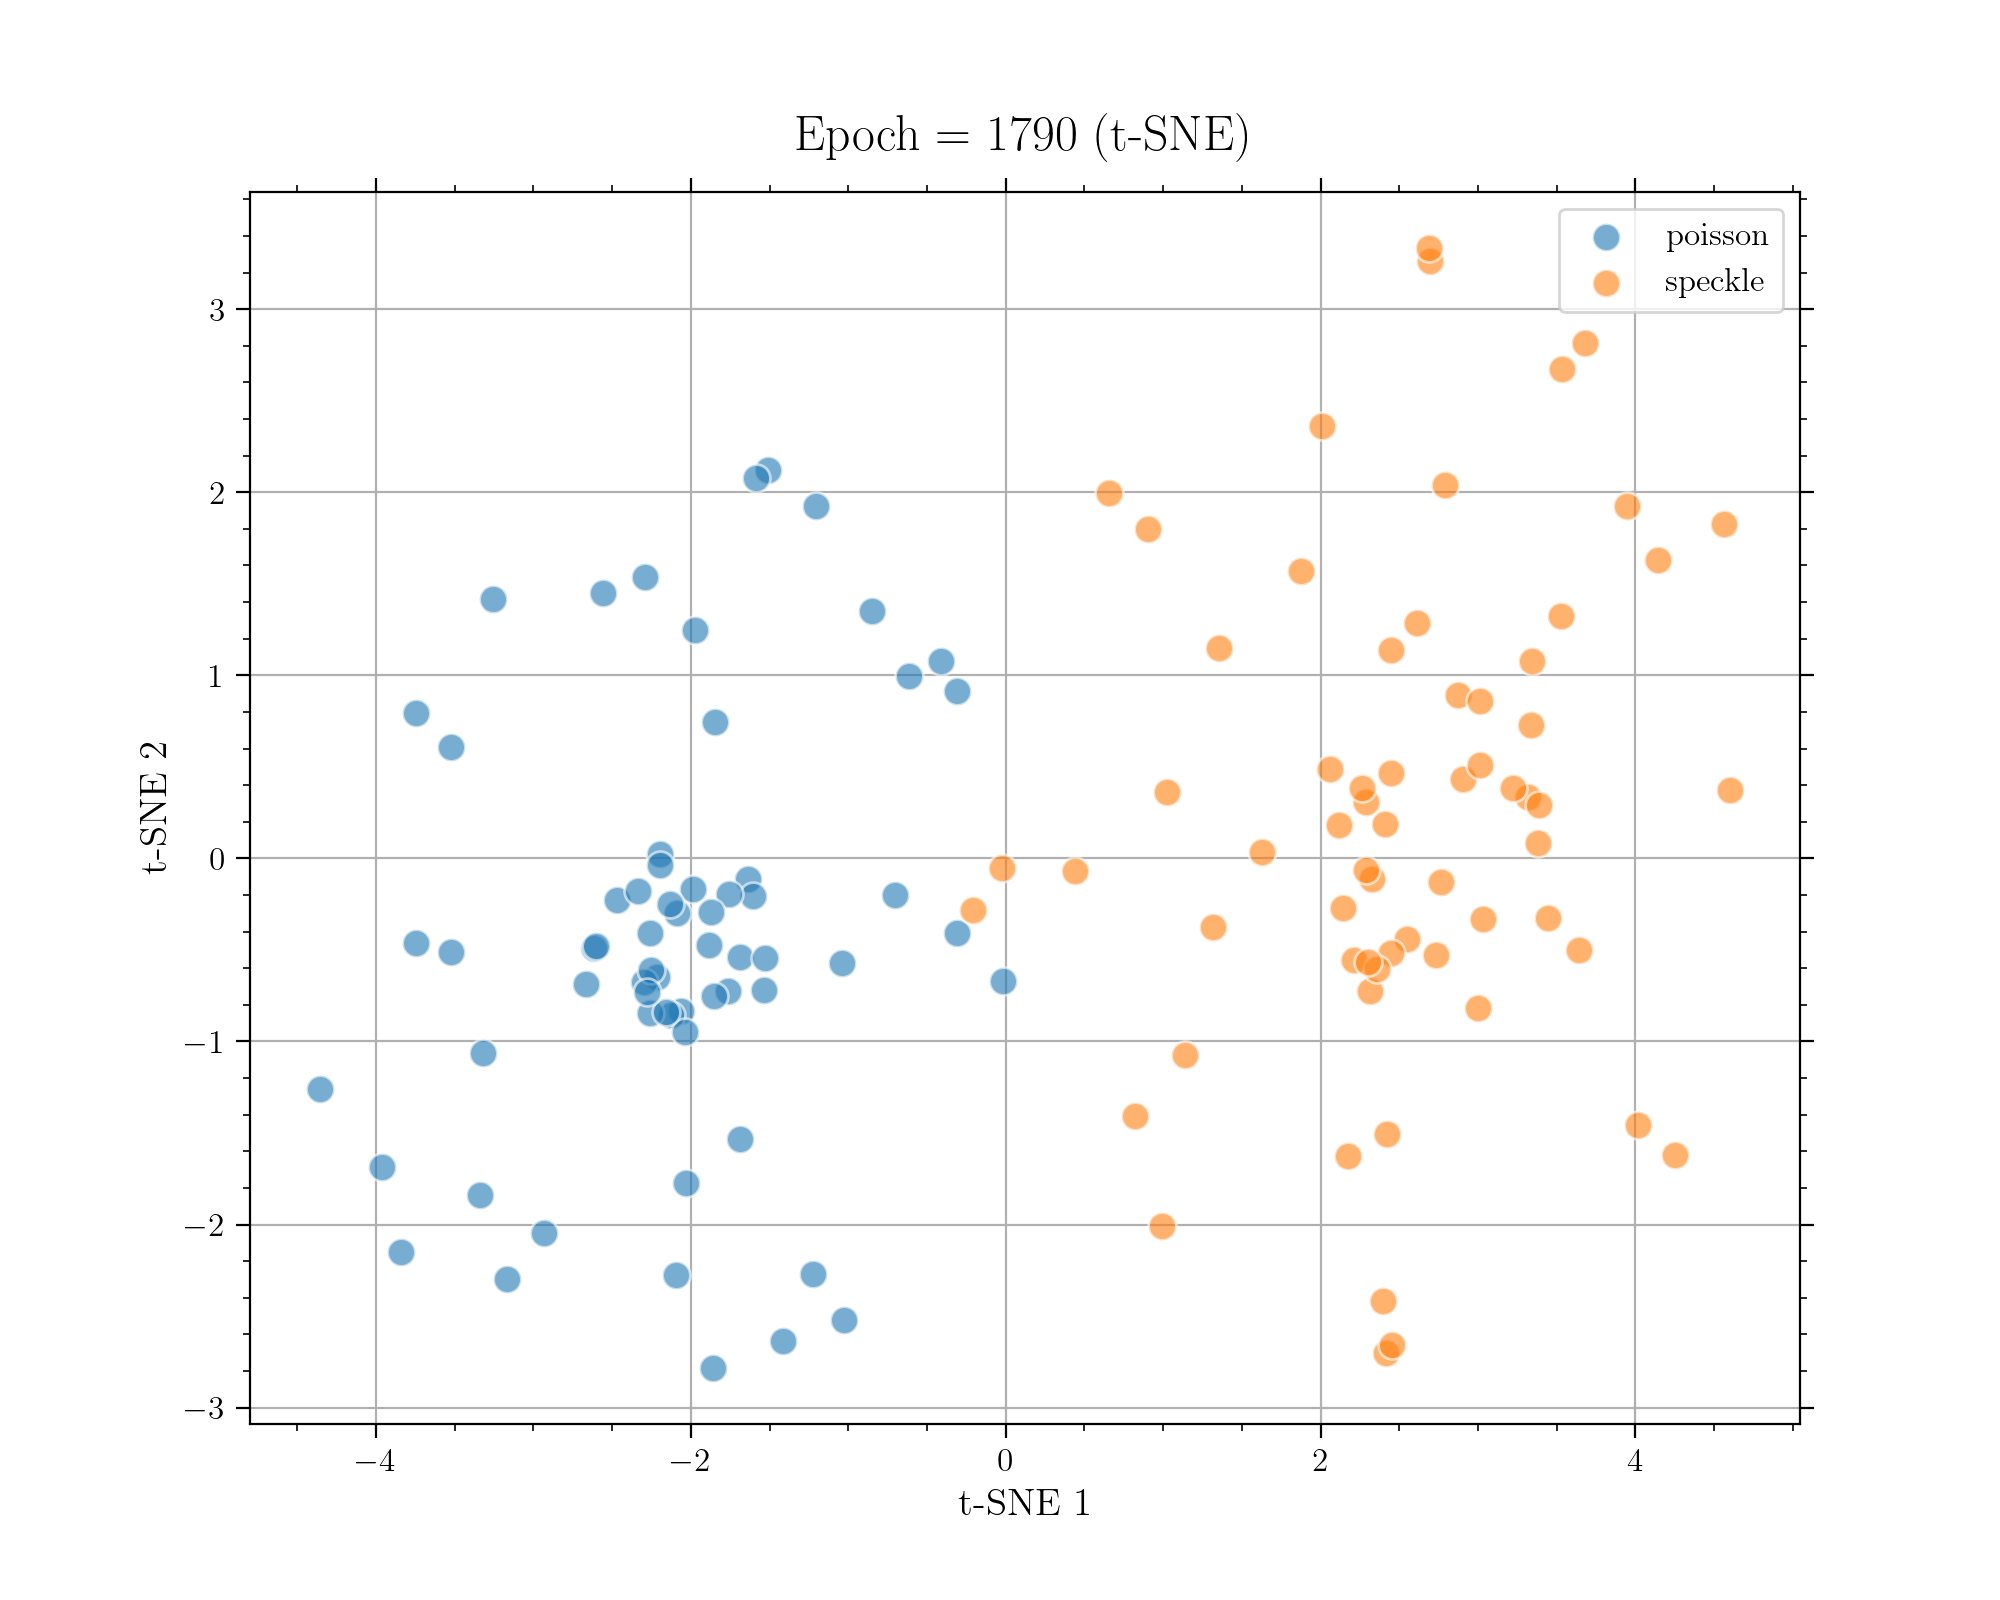 Epoch = 1790 (t-SNE)
poisson
speckle
3
2
1
0
−1
−2
−3
t-SNE 2
−4
−2
0
2
4
t-SNE 1